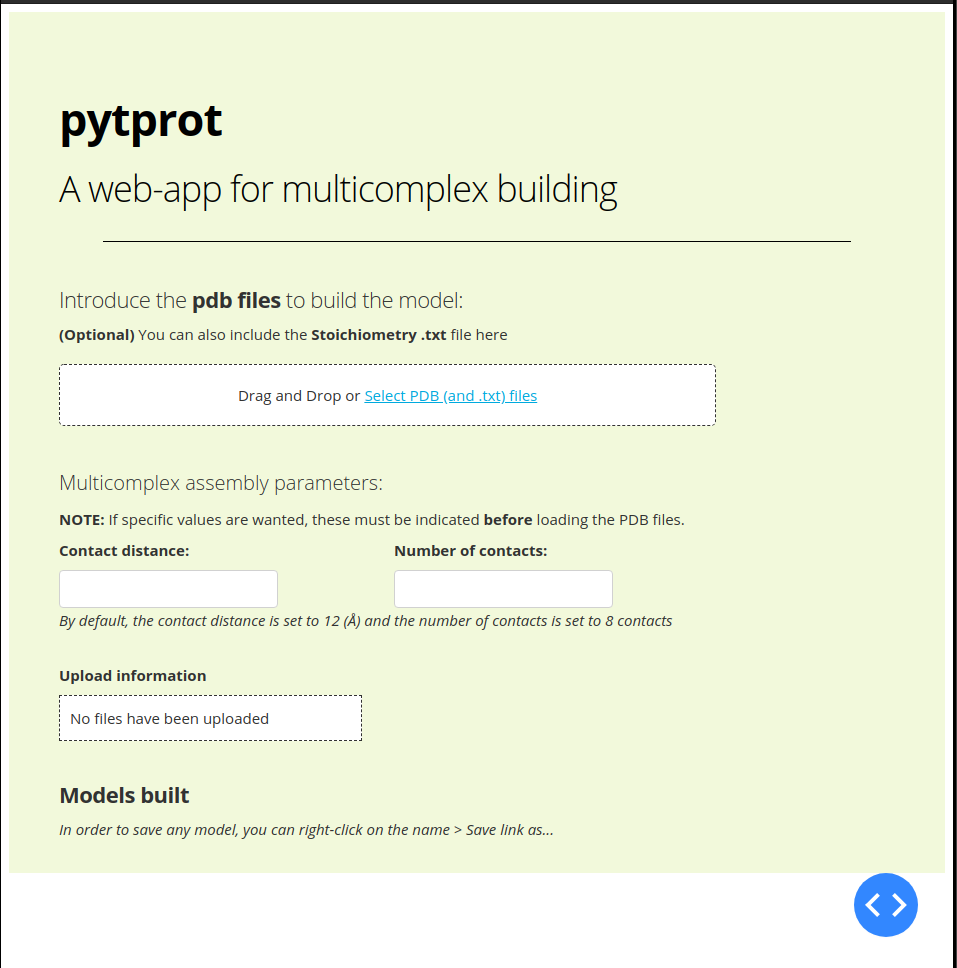 pytprot
A web-app for multicomplex building
Introduce the pdb files to build the model:
(Optional) You can also include the Stoichiometry .txt file here
Drag and Drop or Select PDB (and .txt) files
Multicomplex assembly parameters:
NOTE: If specific values are wanted, these must be indicated before loading the PDB files.
Contact distance: Number of contacts:
By default, the contact distance is set to 12 (Å) and the number of contacts is set to 8 contacts
Upload information
No files have been uploaded
Models built
In order to save any model, you can right-click on the name > Save link as...